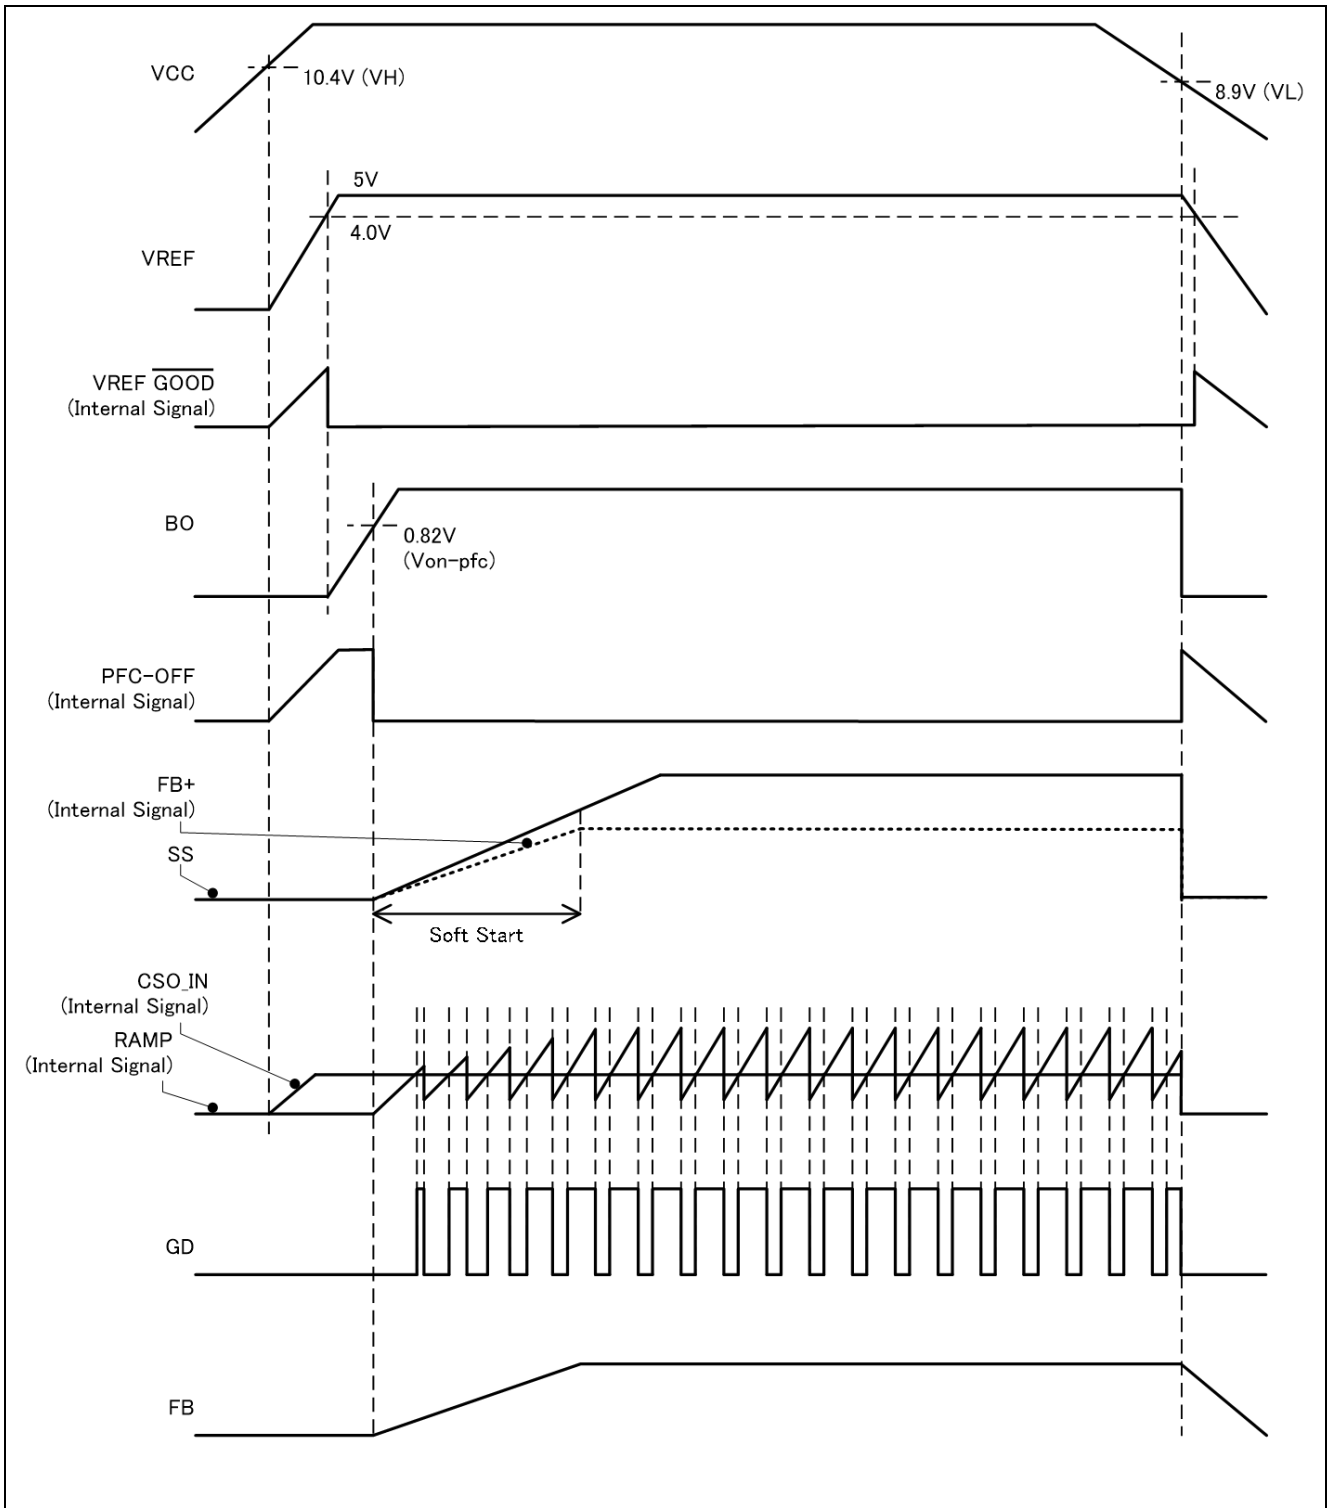 VCC
10.4V (VH)
8.9V (VL)
5V
4.0V
VREF
VREF GOOD
(Internal Signal)
BO
0.82V
(Von-pfc)
PFC-OFF
(Internal Signal)
FB+
(Internal Signal)
SS
Soft Start
CSO_IN
(Internal Signal)
RAMP
(Internal Signal)
GD
FB